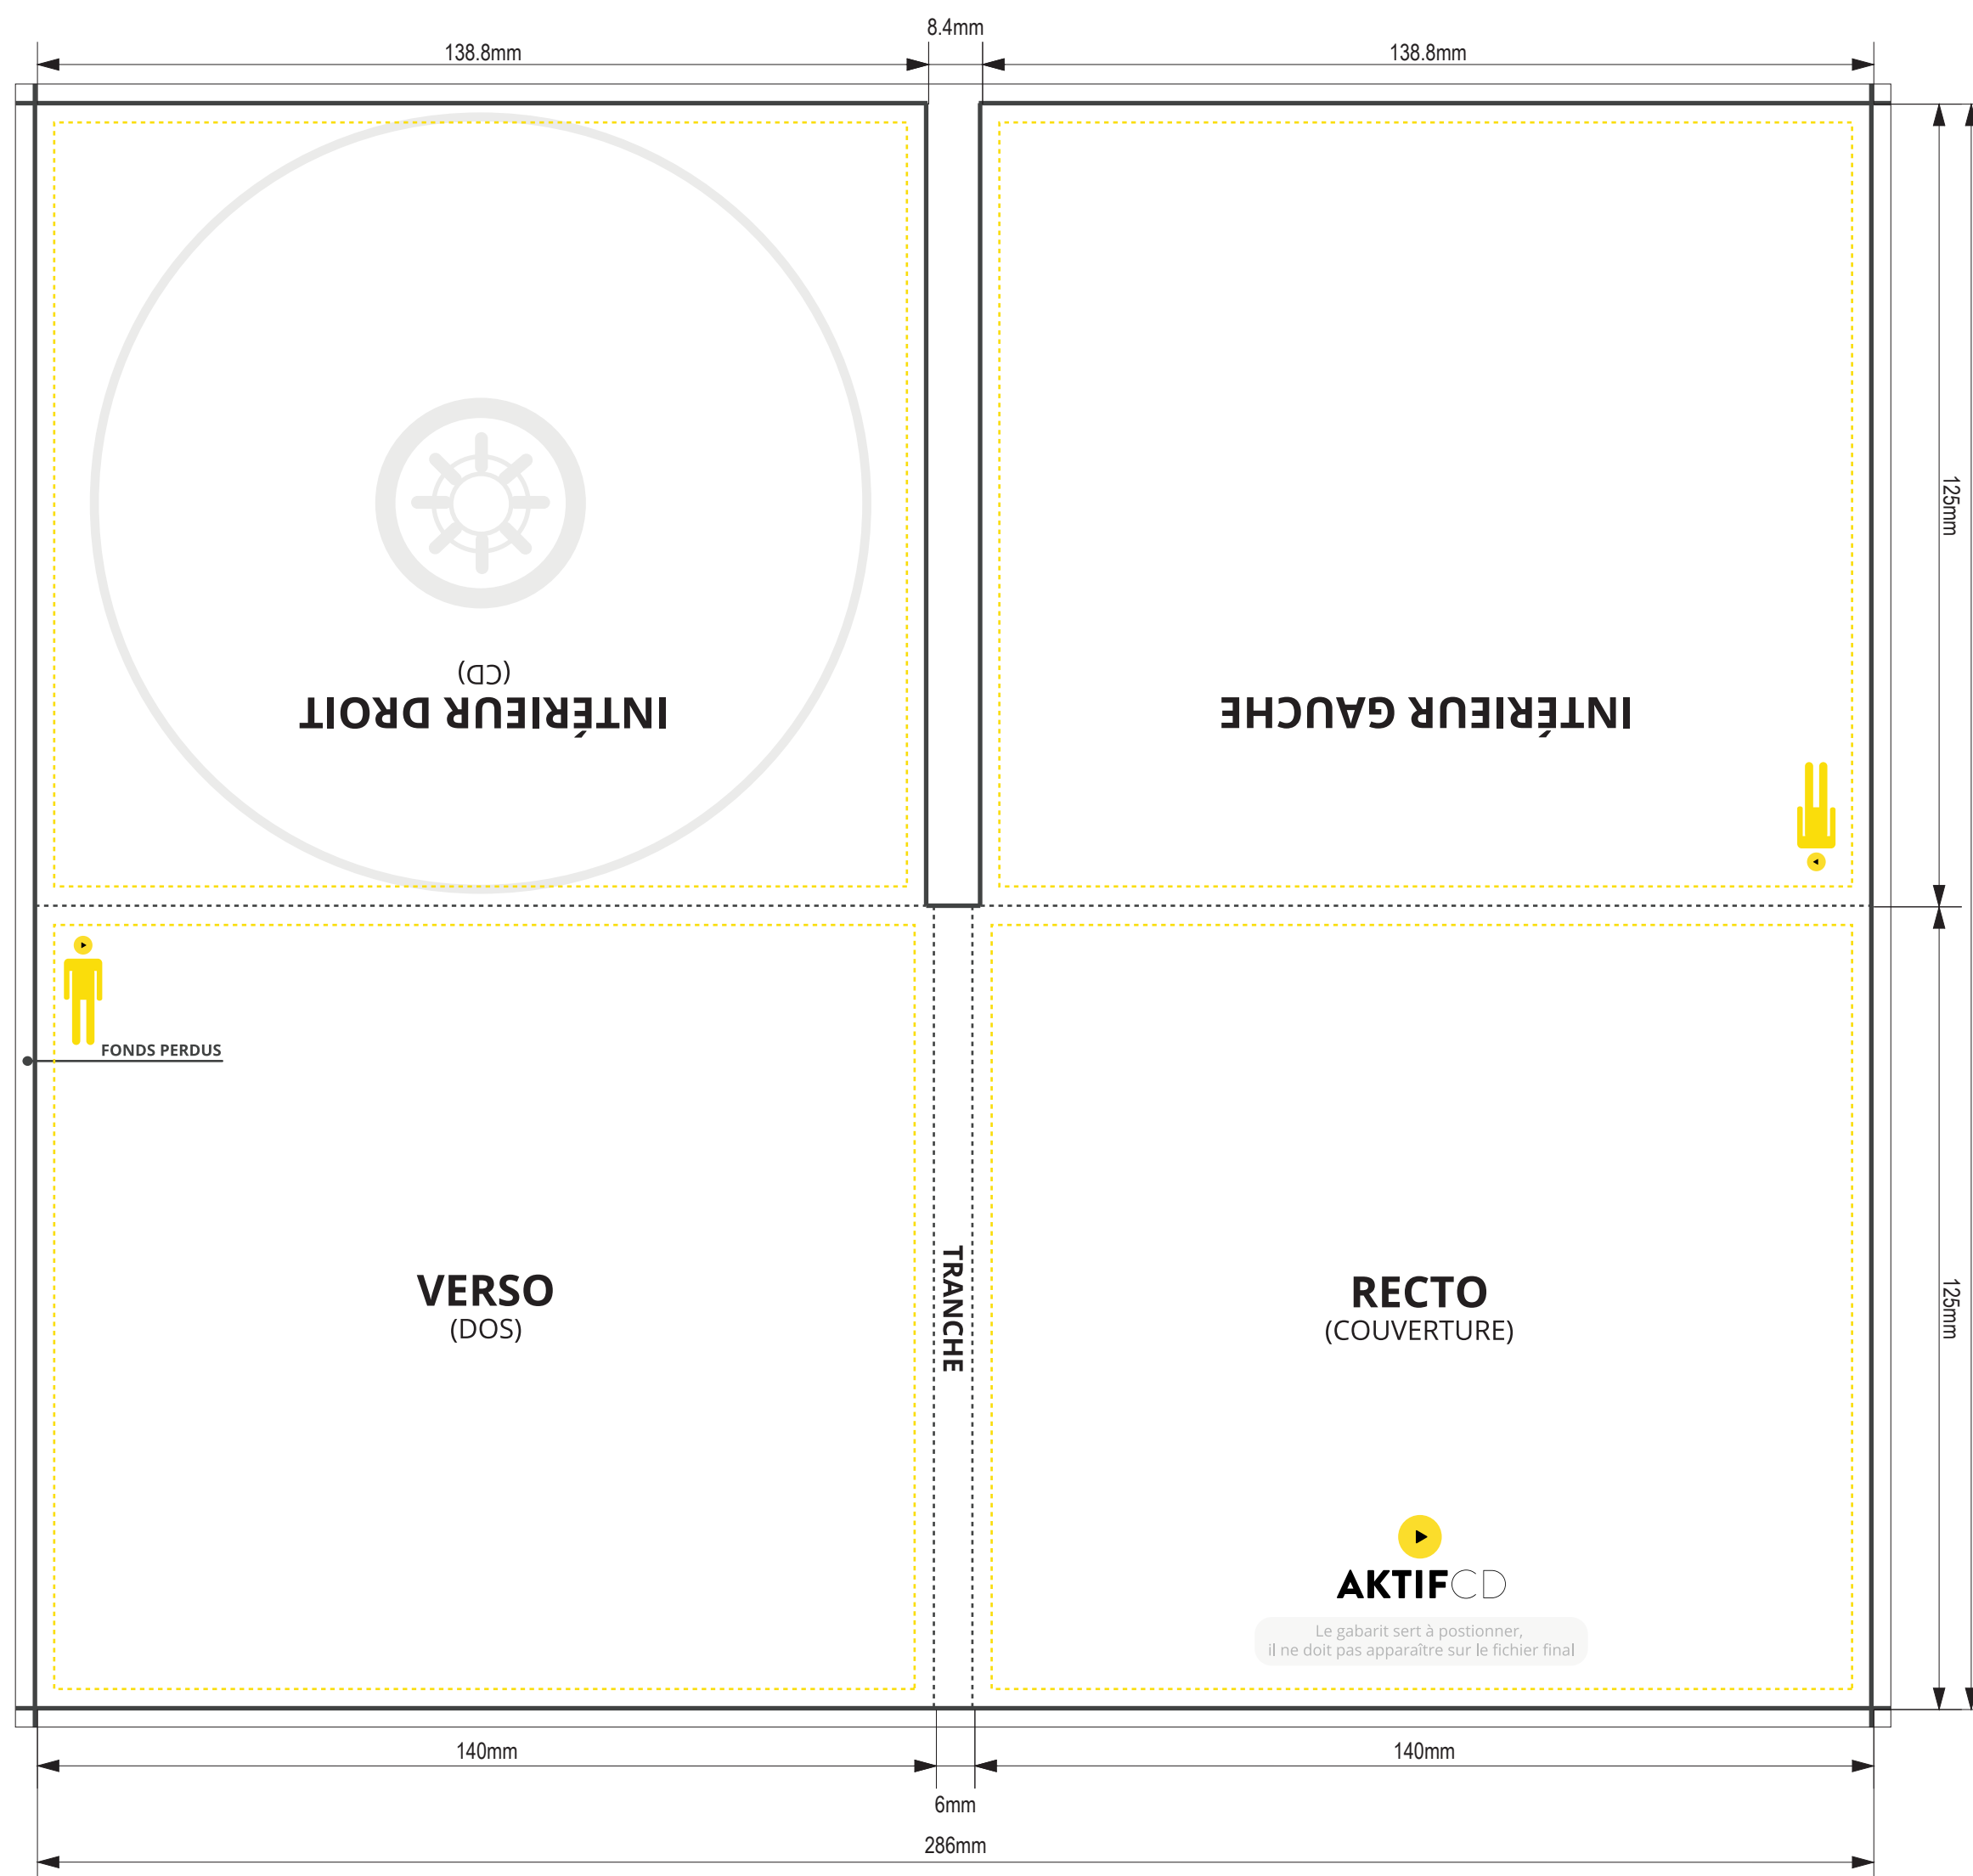 8.4mm
138.8mm
138.8mm
125mm
(CD)
INTÉRIEUR DROIT
INTÉRIEUR GAUCHE
FONDS PERDUS
VERSO
(DOS)
TRANCHE
RECTO
(COUVERTURE)
125mm
AKTIFCD
Le gabarit sert à postionner,
il ne doit pas apparaître sur le fichier final
140mm
140mm
6mm
286mm